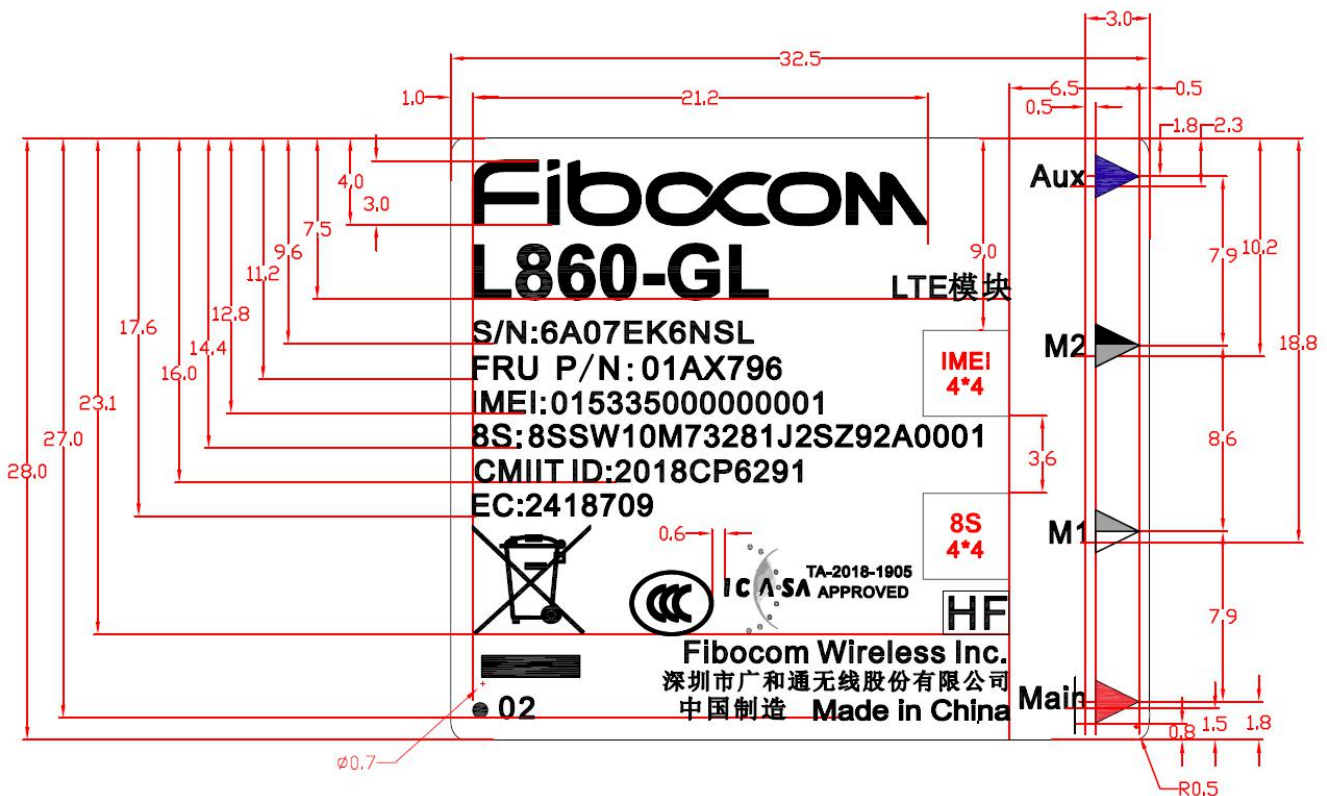 3.0
32.5
1.0
21.2
6.5
0.5
0.5
1.8
2.3
Fibocom
Aux
4.0
3.0
7.5
9.6
11.2
12.8
14.4
16.0
17.6
23.1
27.0
28.0
L860-GL
LTE模块
9.0
7.9
10.2
S/N:6A07EK6NSL
FRU P/N:01AX796
IMEI:015335000000001
8S:8SSW10M73281J2SZ92A0001
CMIIT ID:2018CP6291
EC:2418709
IMEI
4*4
M2
18.8
3.6
8.6
8S
4*4
M1
0.6
CCC
ICASA
TA-2018-1905
APPROVED
HF
7.9
Fibocom Wireless Inc.
深圳市广和通无线股份有限公司
中国制造 Made in China
Main
02
0.8
1.5
1.8
Ø0.7
R0.5